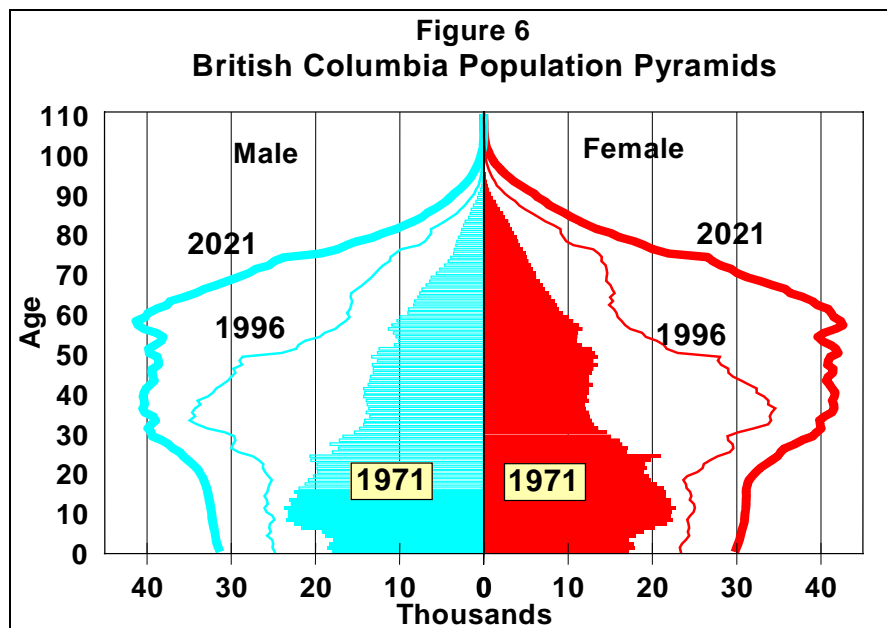 Figure 6
British Columbia Population Pyramids
110
100
90
80
70
60
50
40
30
20
10
0
Age
Male
Female
2021
2021
1996
1996
1971
1971
40 30 20 10 0 10 20 30 40
Thousands